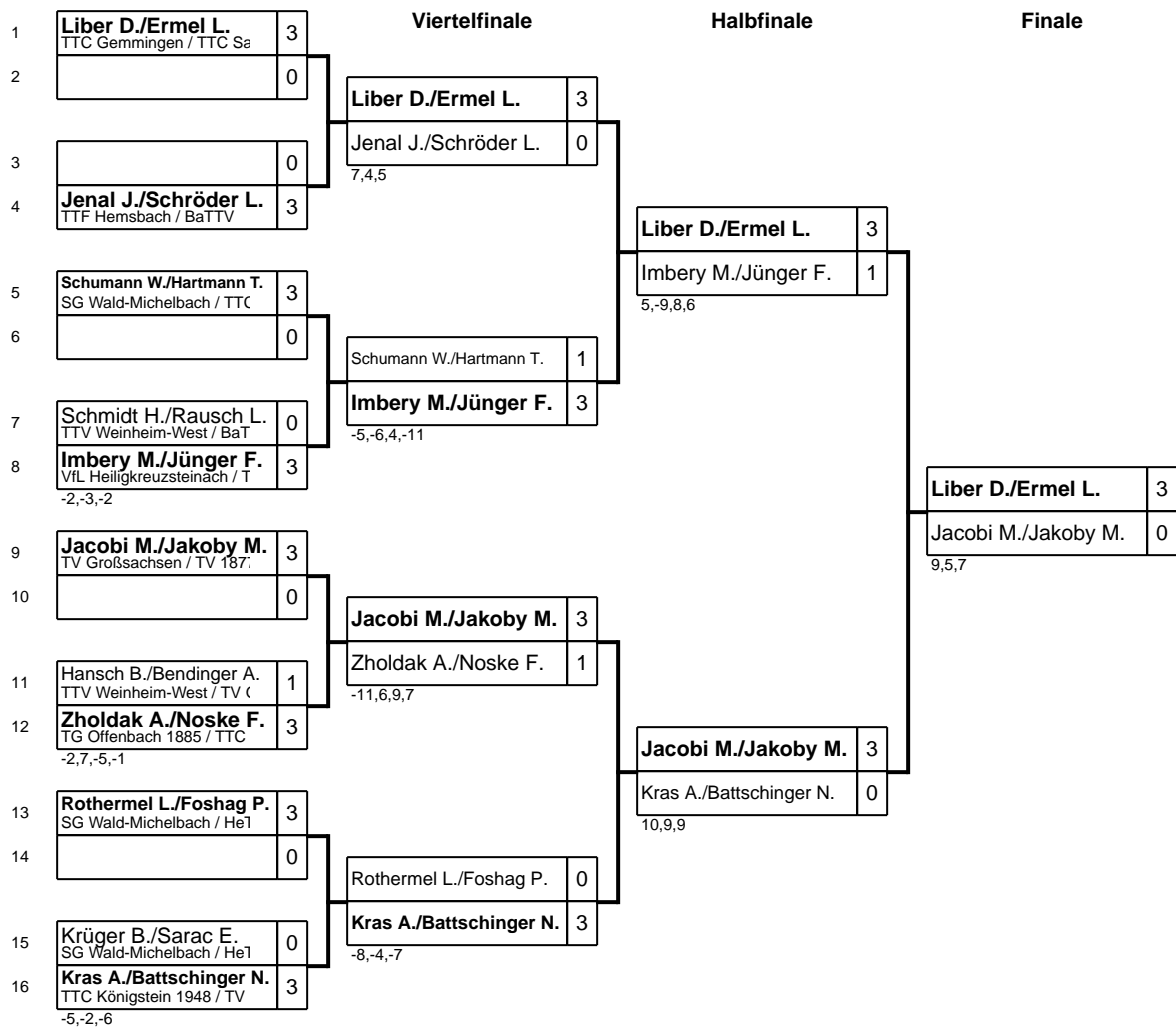 Viertelfinale
Halbfinale
Finale
1
Liber D./Ermel L. 3
TTC Gemmingen / TTC Sa
2
0
3
0
4
Jenal J./Schröder L. 3
TTF Hemsbach / BaTTV
5
Schumann W./Hartmann T. 3
SG Wald-Michelbach / TTC
6
0
7
Schmidt H./Rausch L. 0
TTV Weinheim-West / BaT
8
Imbery M./Jünger F. 3
VfL Heiligkreuzsteinach / T
-2,-3,-2
9
Jacobi M./Jakoby M. 3
TV Großsachsen / TV 187
10
0
11
Hansch B./Bendinger A. 1
TTV Weinheim-West / TV
12
Zholdak A./Noske F. 3
TG Offenbach 1885 / TTC
-2,7,-5,-1
13
Rothermel L./Foshag P. 3
SG Wald-Michelbach / HeT
14
0
15
Krüger B./Sarac E. 0
SG Wald-Michelbach / HeT
16
Kras A./Battschinger N. 3
TTC Königstein 1948 / TV
-5,-2,-6
Liber D./Ermel L. 3
Jenal J./Schröder L. 0
7,4,5
Schumann W./Hartmann T. 1
Imbery M./Jünger F. 3
-5,-6,4,-11
Jacobi M./Jakoby M. 3
Zholdak A./Noske F. 1
-11,6,9,7
Rothermel L./Foshag P. 0
Kras A./Battschinger N. 3
-8,-4,-7
Liber D./Ermel L. 3
Imbery M./Jünger F. 1
5,-9,8,6
Jacobi M./Jakoby M. 3
Kras A./Battschinger N. 0
10,9,9
Liber D./Ermel L. 3
Jacobi M./Jakoby M. 0
9,5,7